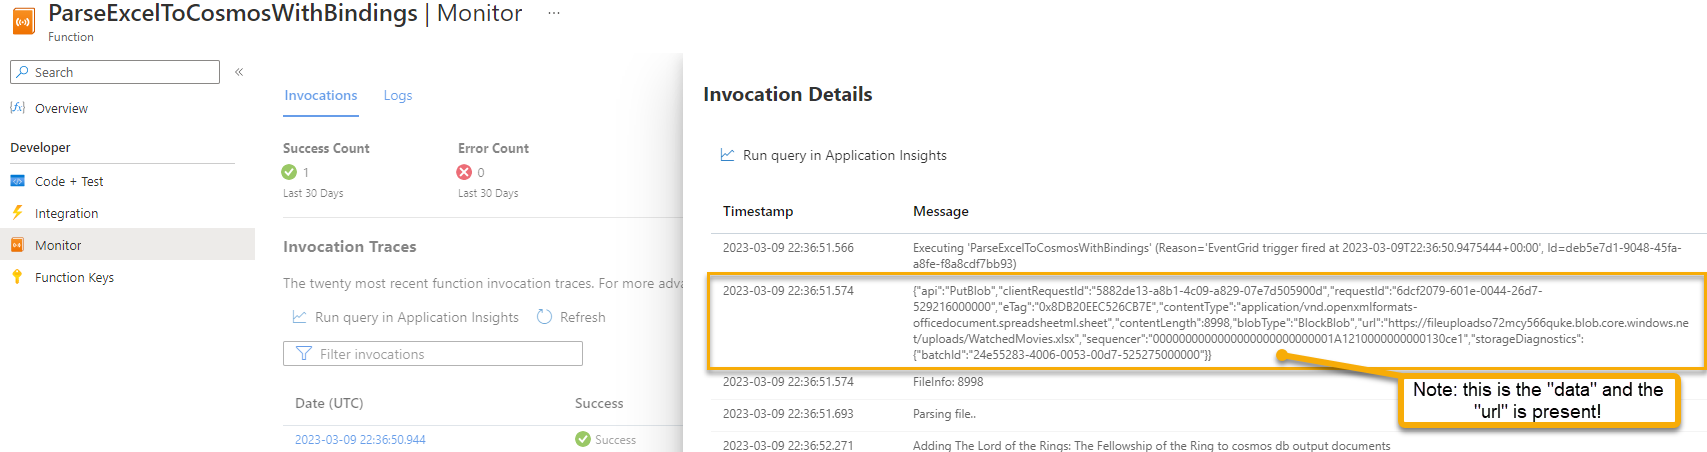 ParseExcelToCosmosWithBindings | Monitor ...
Function
Search
Overview
Developer
Code + Test
Integration
Monitor
Function Keys
Invocations Logs
Success Count Error Count
1 0
Last 30 Days Last 30 Days
Invocation Traces
The twenty most recent function invocation traces. For more adva
Run query in Application Insights Refresh
Filter invocations
Date (UTC) Success
2023-03-09 22:36:50.944 Success
Invocation Details
Run query in Application Insights
Timestamp Message
2023-03-09 22:36:51.566 Executing 'ParseExcelToCosmosWithBindings' (Reason='EventGrid trigger fired at 2023-03-09T22:36:50.9475444+00:00', Id=deb5e7d1-9048-45fa-
a8fe-f8a8cdf7bb93)
2023-03-09 22:36:51.574 {"api":"PutBlob","clientRequestId":"5882de13-a8b1-4c09-a829-07e7d505900d","requestId":"6dcf2079-601e-0044-26d7-
529216000000","eTag":"0x8DB20EEC526CB7E","contentType":"application/vnd.openxmlformats-
officedocument.spreadsheetml.sheet","contentLength":8998,"blobType":"BlockBlob","url":"https://fileuploadso72mcy566quke.blob.core.windows.ne
t/uploads/WatchedMovies.xlsx","sequencer":"00000000000000000000000000001A1210000000000130ce1","storageDiagnostics":
{"batchId":"24e55283-4006-0053-00d7-525275000000"}}
2023-03-09 22:36:51.574 FileInfo: 8998
2023-03-09 22:36:51.693 Parsing file..
2023-03-09 22:36:52.271 Adding The Lord of the Rings: The Fellowship of the Ring to cosmos db output documents
Note: this is the "data" and the
"url" is present!